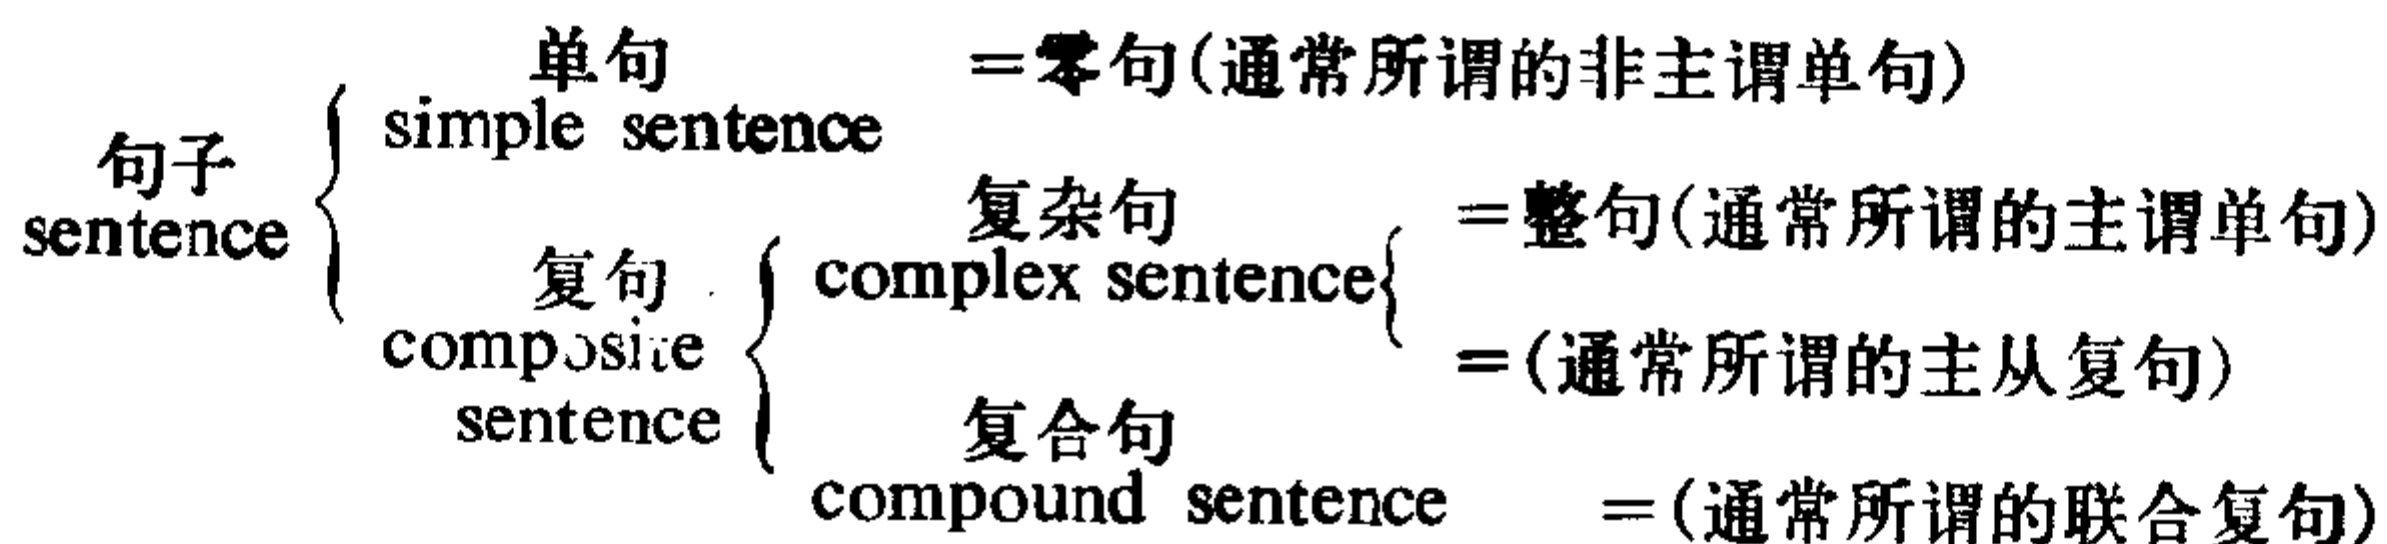 单句 =零句(通常所谓的非主谓单句)
simple sentence
句子
sentence
复杂句 =整句(通常所谓的主谓单句)
complex sentence
复句
composite
sentence
=(通常所谓的主从复句)
复合句
compound sentence =(通常所谓的联合复句)